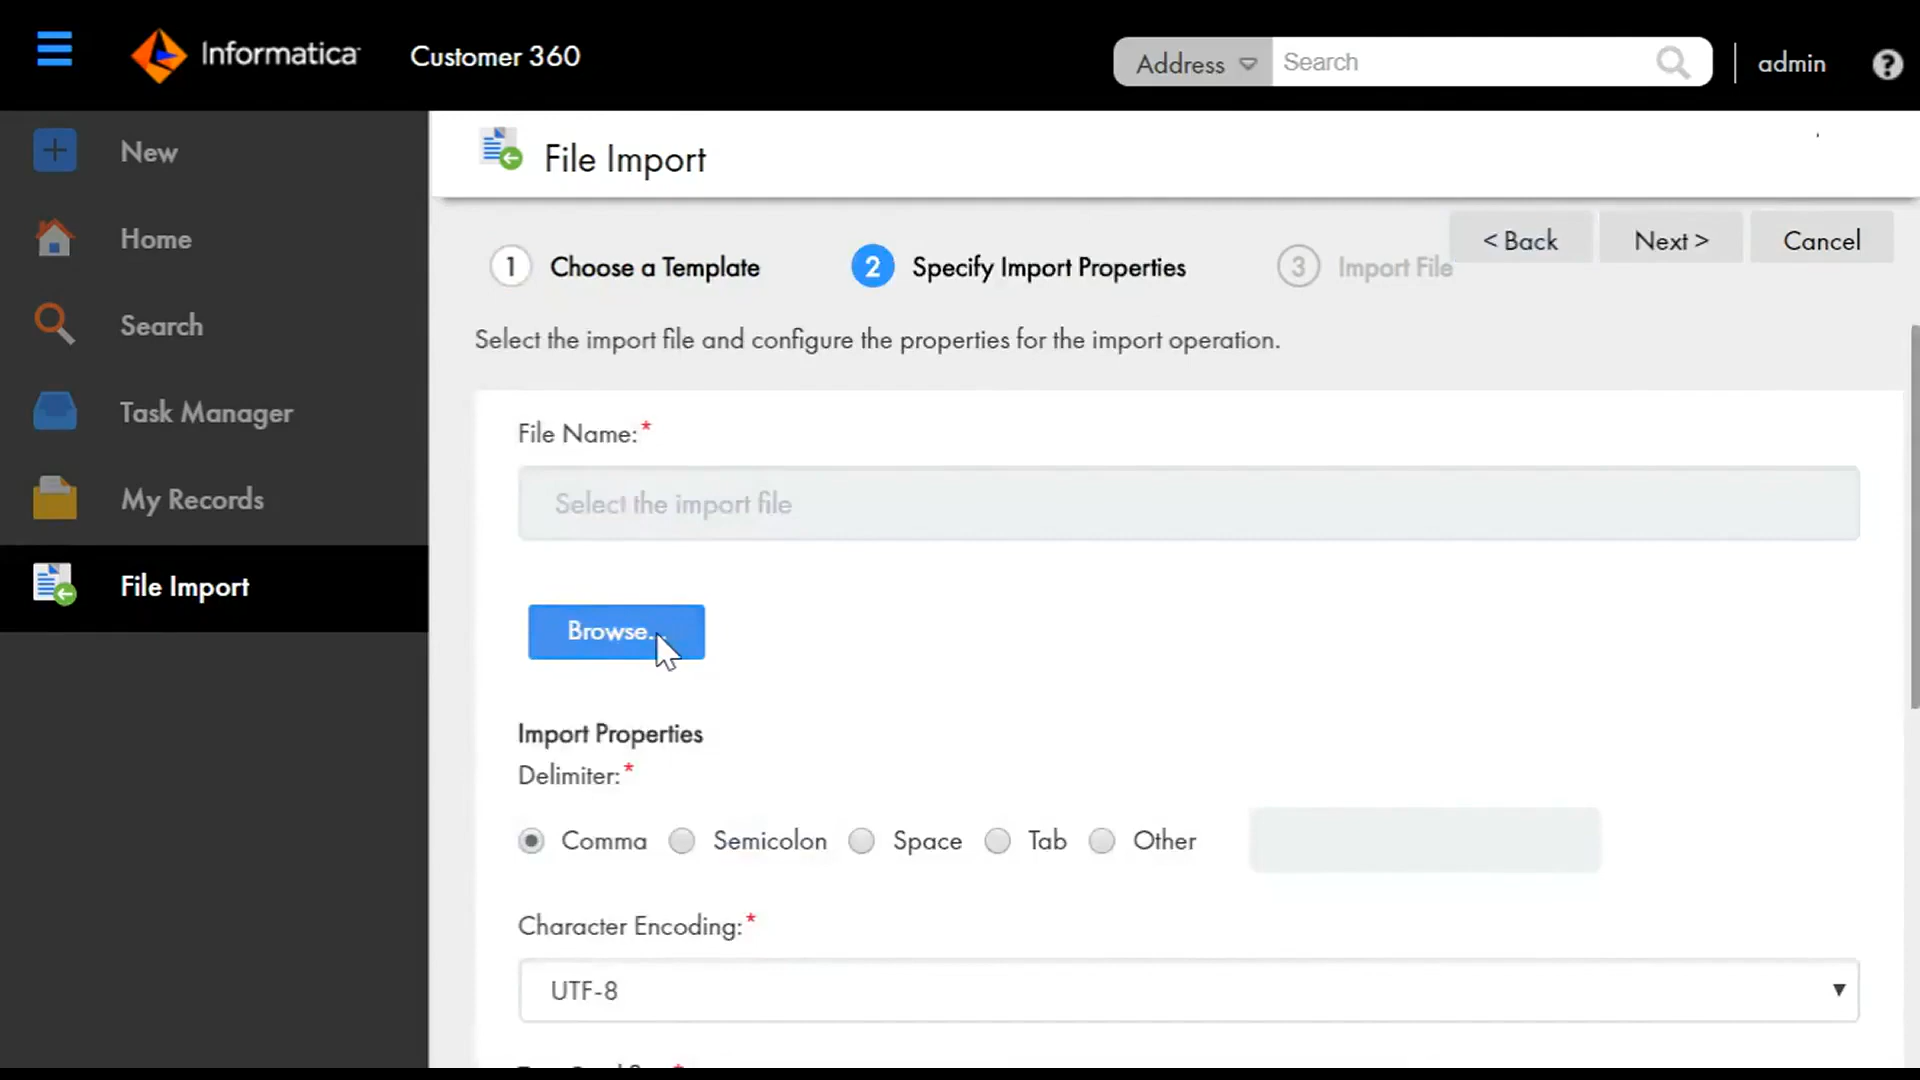 Informatica
Customer 360
Address
Search
admin
?
New
Home
Search
Task Manager
My Records
File Import
File Import
< Back
Next >
Cancel
1 Choose a Template
2 Specify Import Properties
3 Import File
Select the import file and configure the properties for the import operation.
File Name:*
Select the import file
Browse..
Import Properties
Delimiter:*
Comma Semicolon Space Tab Other
Character Encoding:*
UTF-8